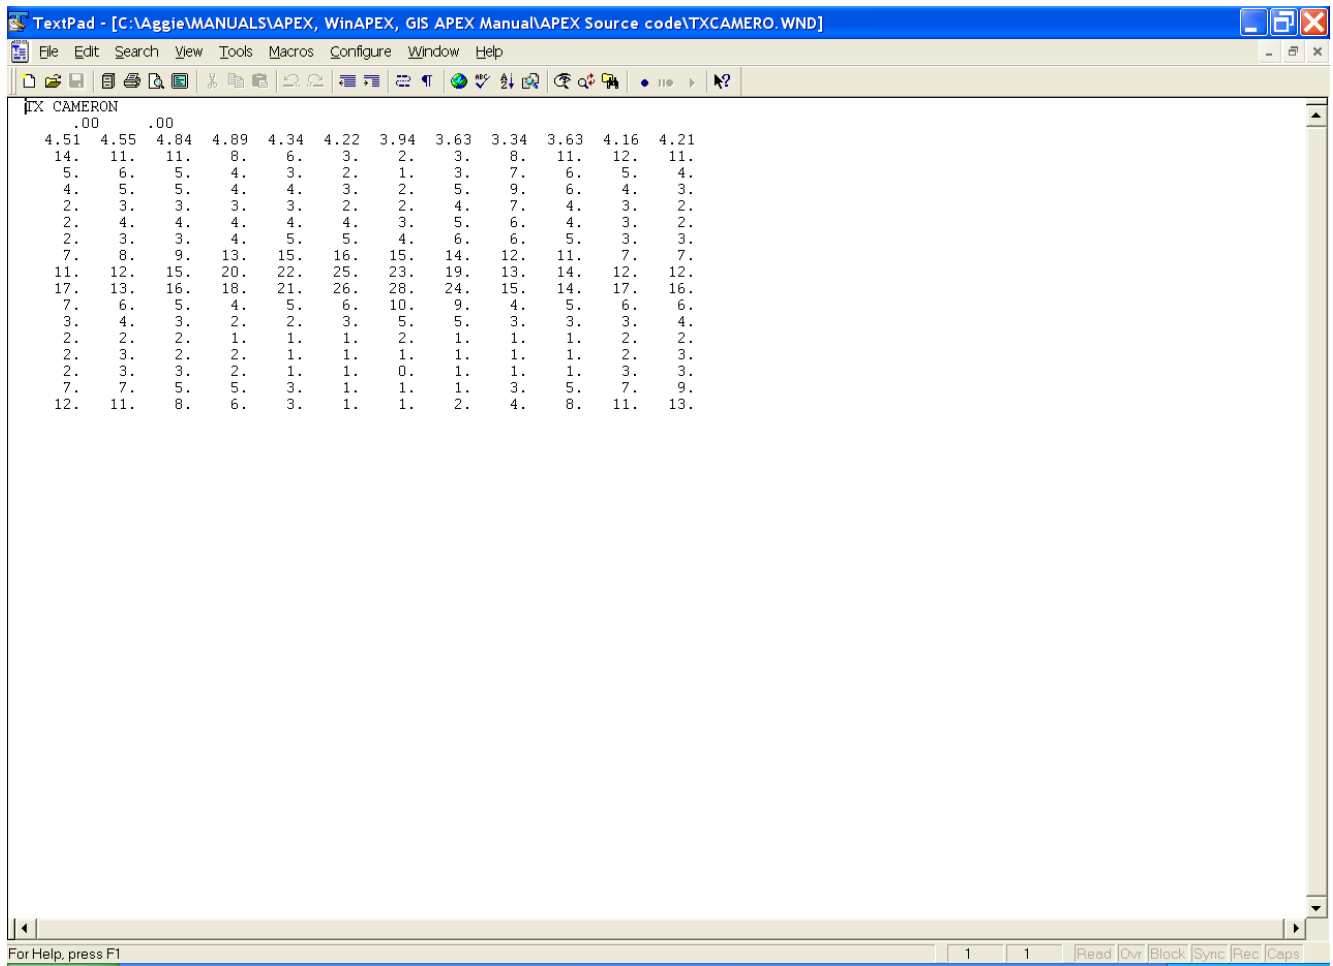 TextPad - [C:\Aggie\MANUALS\APEX, WinAPEX, GIS APEX Manual\APEX Source code\TXCAMERO.WND]
File Edit Search View Tools Macros Configure Window Help
TX CAMERON
.00 .00
4.51 4.55 4.84 4.89 4.34 4.22 3.94 3.63 3.34 3.63 4.16 4.21
14. 11. 11. 8. 6. 3. 2. 3. 8. 11. 12. 11.
5. 6. 5. 4. 3. 2. 1. 3. 7. 6. 5. 4.
4. 5. 5. 4. 4. 3. 2. 5. 9. 6. 4. 3.
2. 3. 3. 3. 3. 2. 2. 4. 7. 4. 3. 2.
2. 4. 4. 4. 4. 4. 3. 5. 6. 4. 3. 2.
2. 3. 3. 4. 5. 5. 4. 6. 6. 5. 3. 3.
7. 8. 9. 13. 15. 16. 15. 14. 12. 11. 7. 7.
11. 12. 15. 20. 22. 25. 23. 19. 13. 14. 12. 12.
17. 13. 16. 18. 21. 26. 28. 24. 15. 14. 17. 16.
7. 6. 5. 4. 5. 6. 10. 9. 4. 5. 6. 6.
3. 4. 3. 2. 2. 3. 5. 5. 3. 3. 3. 4.
2. 2. 2. 1. 1. 1. 2. 1. 1. 1. 2. 2.
2. 3. 2. 2. 1. 1. 1. 1. 1. 1. 2. 3.
2. 3. 3. 2. 1. 1. 0. 1. 1. 1. 3. 3.
7. 7. 5. 5. 3. 1. 1. 1. 3. 5. 7. 9.
12. 11. 8. 6. 3. 1. 1. 2. 4. 8. 11. 13.
For Help, press F1 1 1 Read Ovr Block Sync Rec Caps